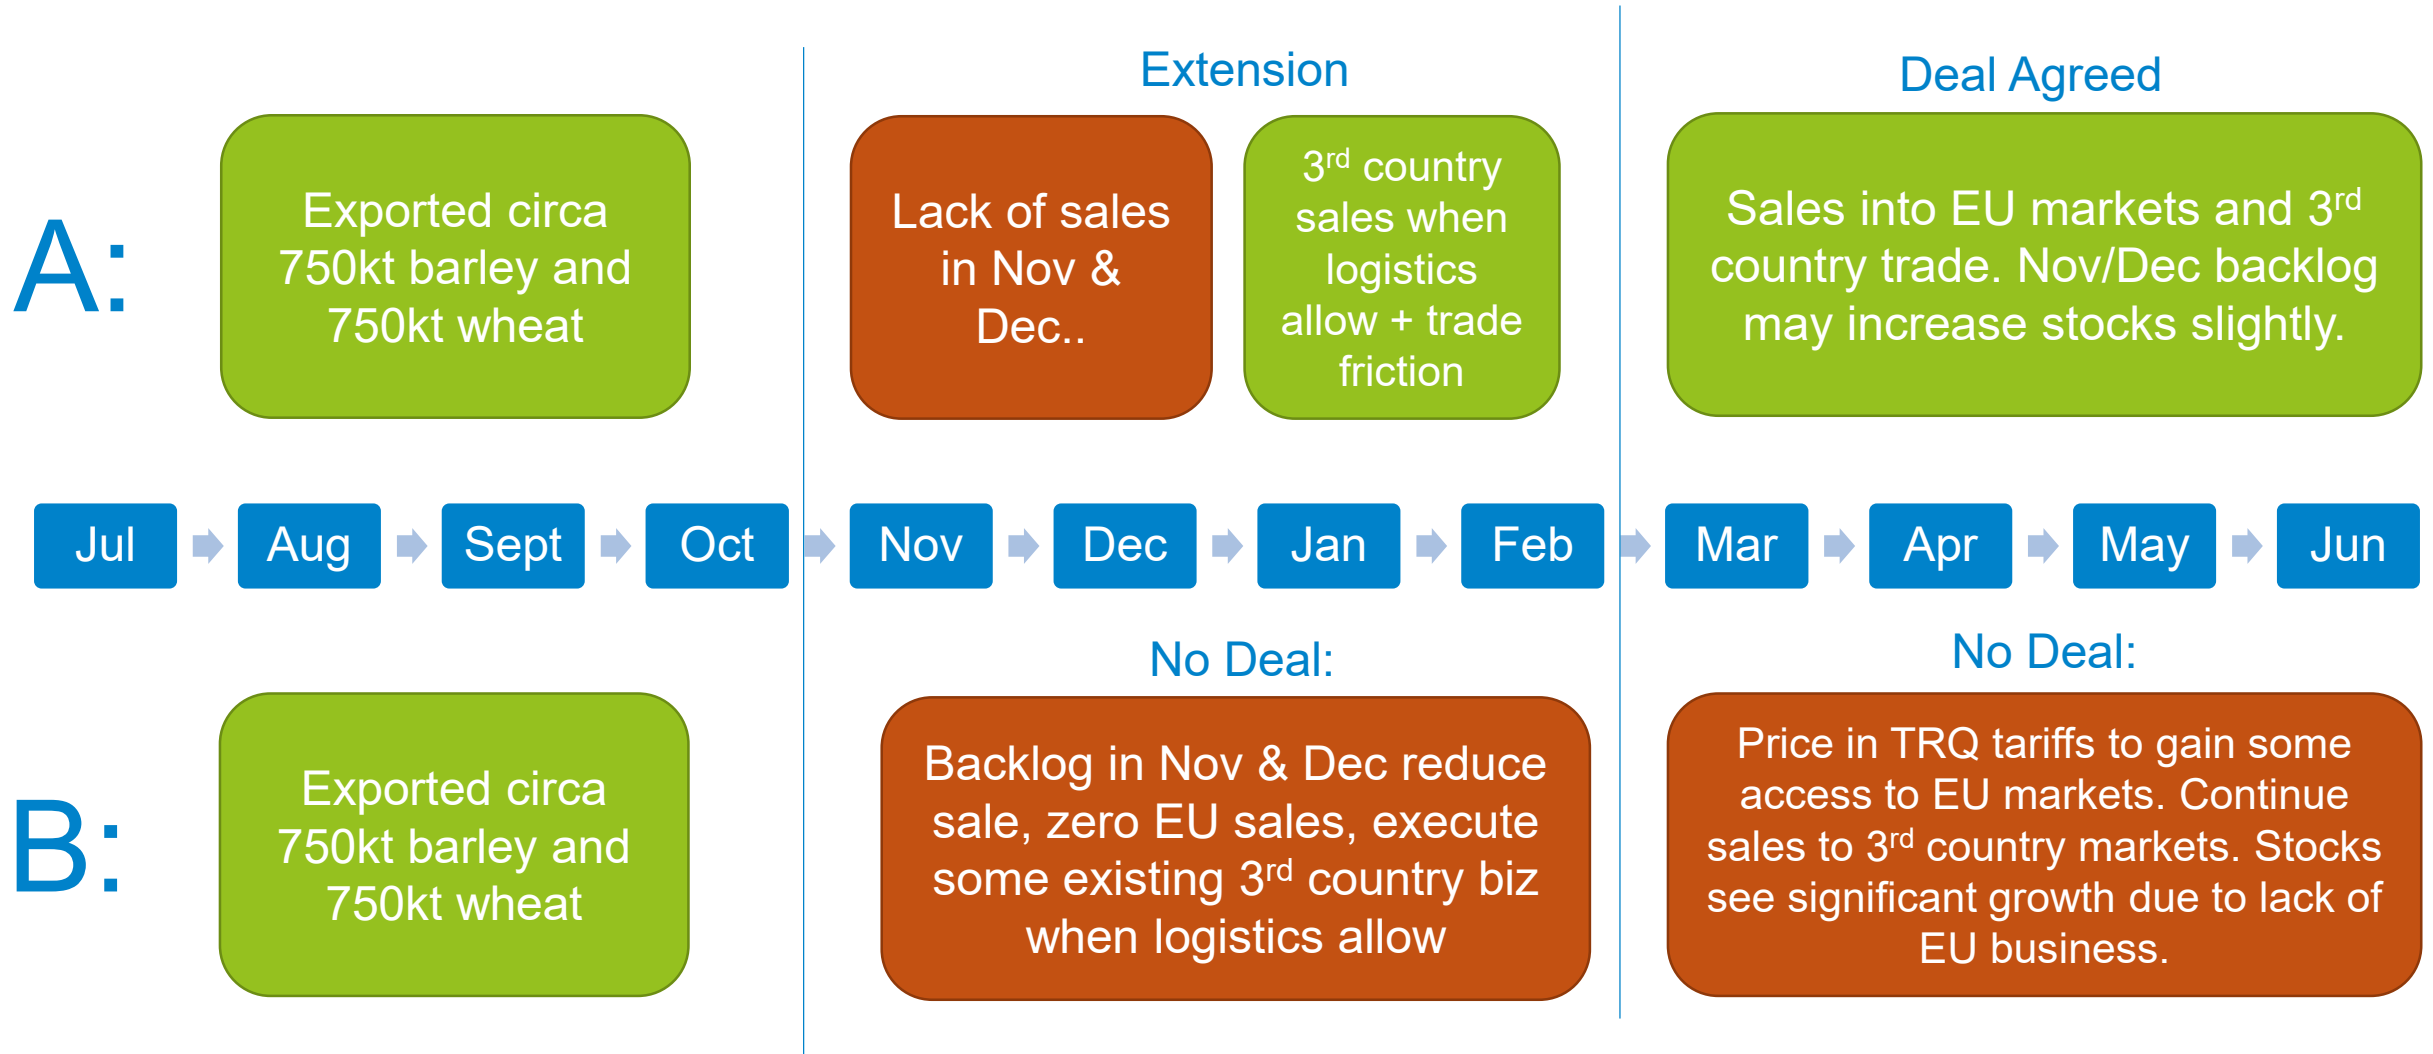 Extension
Deal Agreed
A:
Exported circa
750kt barley and
750kt wheat
Lack of sales
in Nov &
Dec..
3rd country
sales when
logistics
allow + trade
friction
Sales into EU markets and 3rd
country trade. Nov/Dec backlog
may increase stocks slightly.
Jul
Aug
Sept
Oct
Nov
Dec
Jan
Feb
Mar
Apr
May
Jun
No Deal:
No Deal:
B:
Exported circa
750kt barley and
750kt wheat
Backlog in Nov & Dec reduce
sale, zero EU sales, execute
some existing 3rd country biz
when logistics allow
Price in TRQ tariffs to gain some
access to EU markets. Continue
sales to 3rd country markets. Stocks
see significant growth due to lack of
EU business.